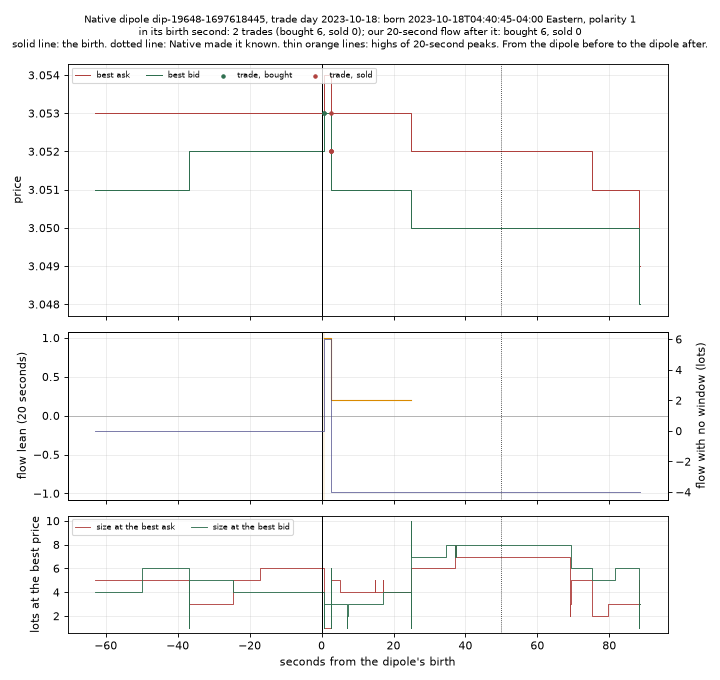 Native dipole dip-19648-1697618445, trade day 2023-10-18: born 2023-10-18T04:40:45-04:00 Eastern, polarity 1
in its birth second: 2 trades (bought 6, sold 0); our 20-second flow after it: bought 6, sold 0
solid line: the birth. dotted line: Native made it known. thin orange lines: highs of 20-second peaks. From the dipole before to the dipole after.
best ask best bid trade, bought trade, sold
3.054
3.053
3.052
3.051
3.050
3.049
3.048
price
1.0
0.5
0.0
−0.5
−1.0
flow lean (20 seconds)
6
4
2
0
−2
−4
flow with no window (lots)
size at the best ask size at the best bid
10
8
6
4
2
lots at the best price
−60 −40 −20 0 20 40 60 80
seconds from the dipole's birth